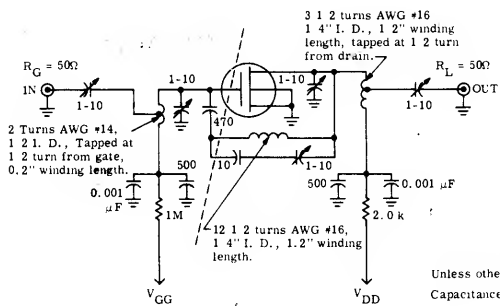 3 1 2 turns AWG #16
1 4" I. D., 1 2" winding
length, tapped at 1 2 turn
from drain.
R_G = 50Ω
IN
1-10
1-10
1-10
R_L = 50Ω
OUT
1-10
470
2 Turns AWG #14,
1 2 I. D., Tapped at
1 2 turn from gate,
0.2" winding length.
10
1-10
0.001
μF
500
500
0.001 μF
1M
2.0 k
12 1 2 turns AWG #16,
1 4" I. D., 1.2" winding
length.
V_GG
V_DD
Unless othe
Capacitance